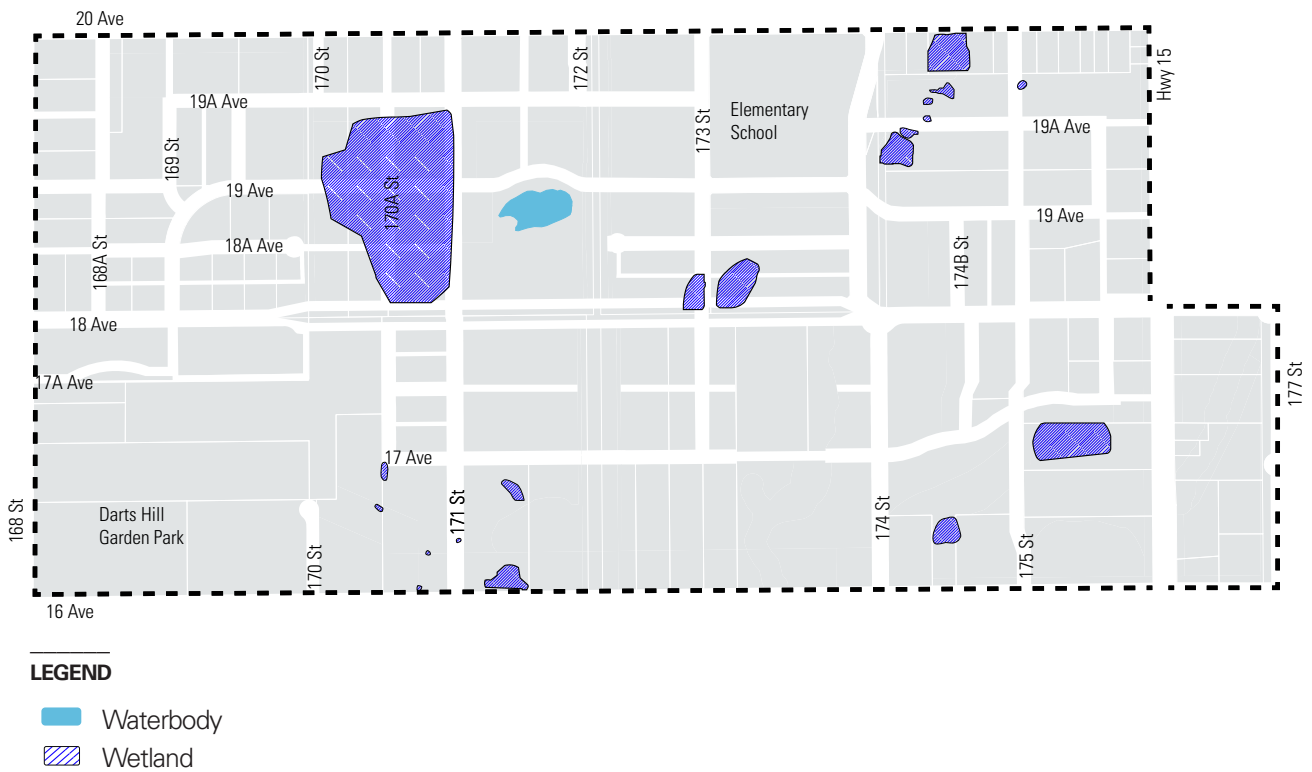 20 Ave
170 St
172 St
Hwy 15
19A Ave
173 St
Elementary
School
19A Ave
169 St
170A St
19 Ave
19 Ave
18A Ave
168A St
174B St
18 Ave
17A Ave
177 St
17 Ave
168 St
Darts Hill
Garden Park
170 St
171 St
174 St
175 St
16 Ave
LEGEND
Waterbody
Wetland